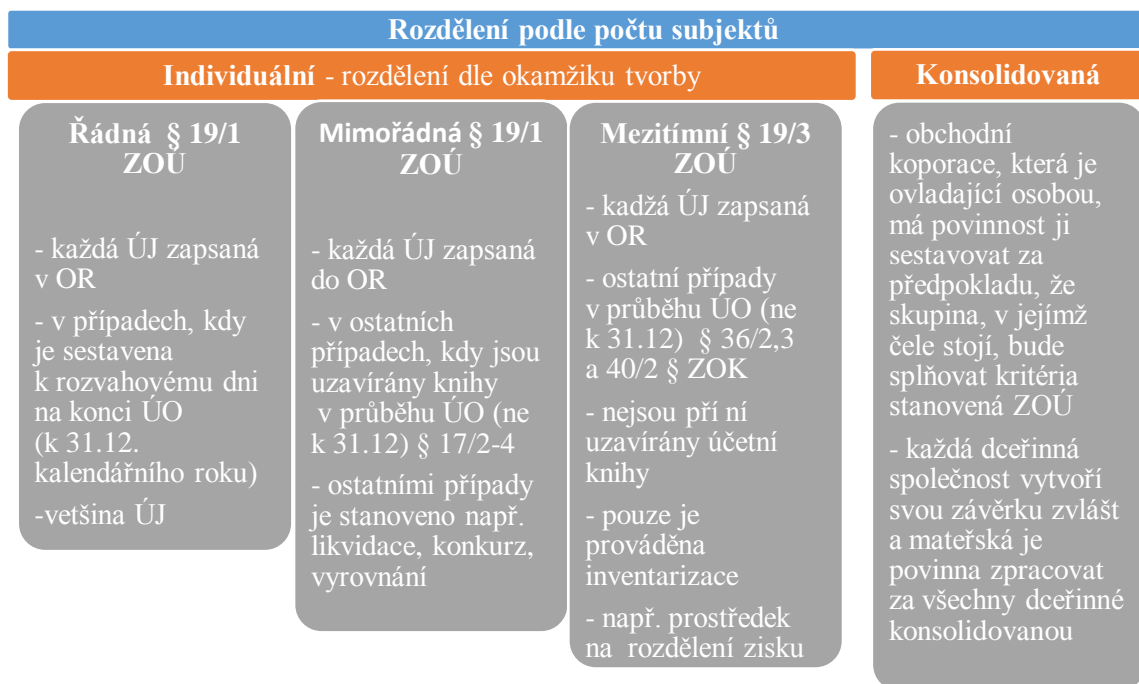 Rozdělení podle počtu subjektů
Individuální - rozdělení dle okamžiku tvorby
Konsolidovaná
Řádná § 19/1
ZOÚ
- každá ÚJ zapsaná
v OR
- v případech, kdy
je sestavena
k rozvahovému dni
na konci ÚO
(k 31.12.
kalendářního roku)
-vetšina ÚJ
Mimořádná § 19/1
ZOÚ
- každá ÚJ zapsaná
do OR
- v ostatních
případech, kdy jsou
uzavírány knihy
v průběhu ÚO (ne
k 31.12) § 17/2-4
- ostatními případy
je stanoveno např.
likvidace, konkurz,
vyrovnání
Mezitímní § 19/3
ZOÚ
- kadžá ÚJ zapsaná
v OR
- ostatní případy
v průběhu ÚO (ne
k 31.12) § 36/2,3
a 40/2 § ZOK
- nejsou pří ní
uzavírány účetní
knihy
- pouze je
prováděna
inventarizace
- např. prostředek
na rozdělení zisku
- obchodní
koporace, která je
ovladající osobou,
má povinnost ji
sestavovat za
předpokladu, že
skupina, v jejímž
čele stojí, bude
splňovat kritéria
stanovená ZOÚ
- každá dceřinná
společnost vytvoří
svou závěrku zvlášt
a mateřská je
povinna zpracovat
za všechny dceřinné
konsolidovanou